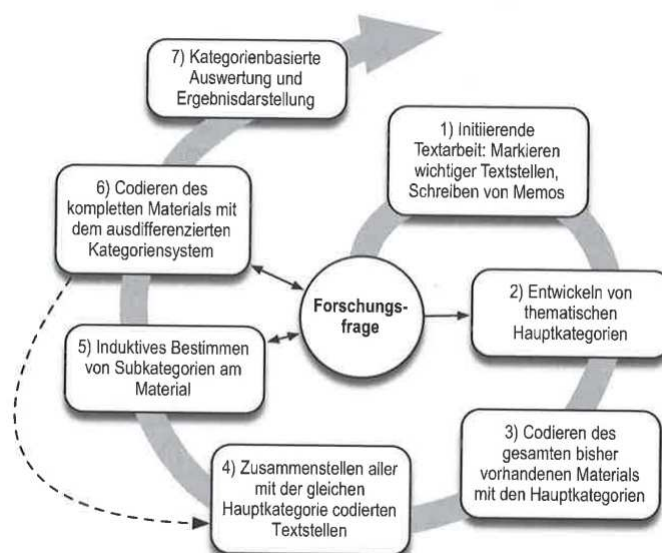 7) Kategorienbasierte
Auswertung und
Ergebnisdarstellung
1) Initiierende
Textarbeit: Markieren
wichtiger Textstellen,
Schreiben von Memos
6) Codieren des
kompletten Materials mit
dem ausdifferenzierten
Kategoriensystem
Forschungs-
frage
2) Entwickeln von
thematischen
Hauptkategorien
5) Induktives Bestimmen
von Subkategorien am
Material
3) Codieren des
gesamten bisher
vorhandenen Materials
mit den Hauptkategorien
4) Zusammenstellen aller
mit der gleichen
Hauptkategorie codierten
Textstellen